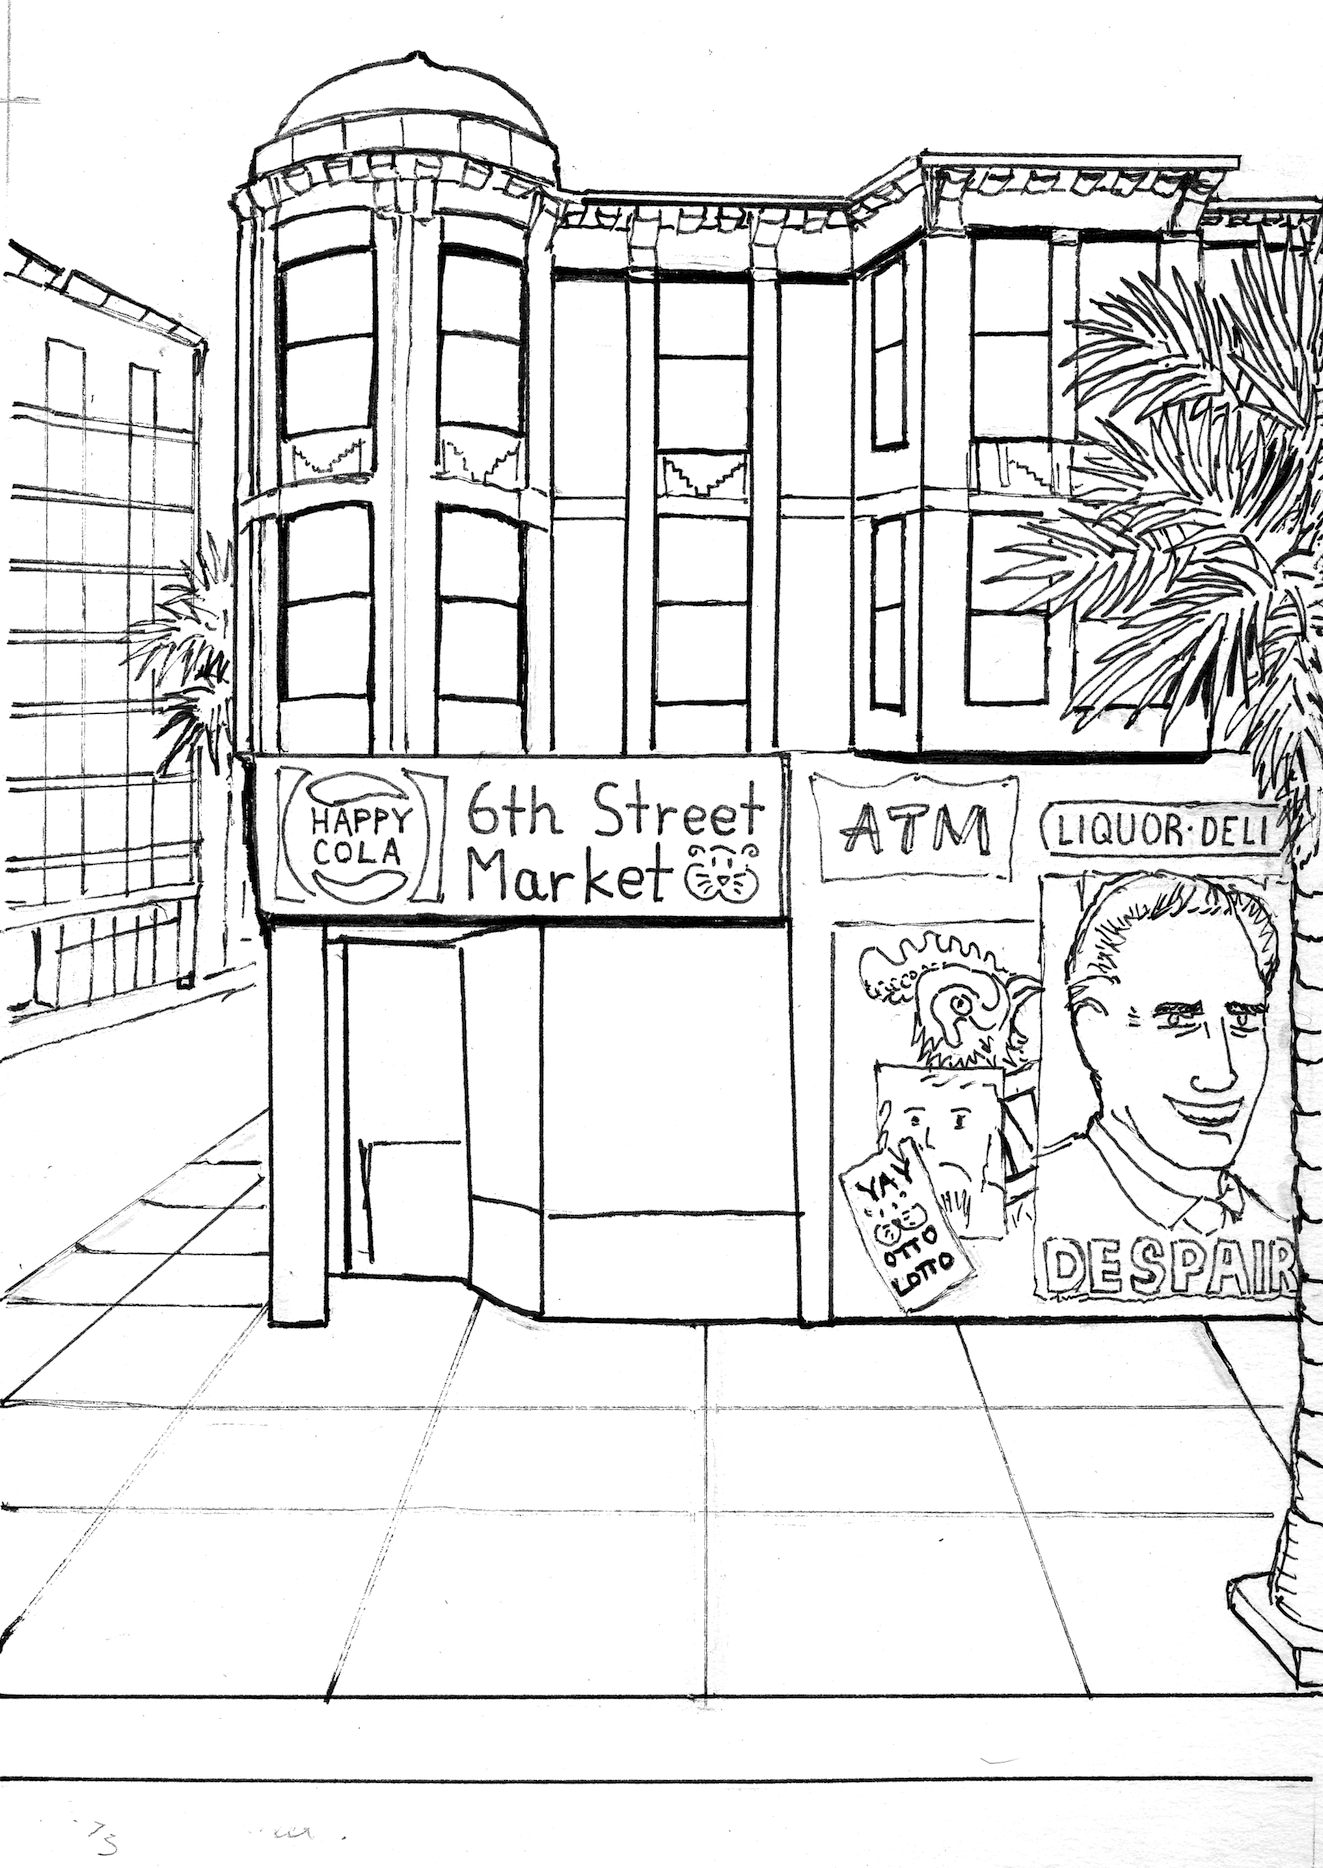 HAPPY
COLA
6th Street
Market
ATM
LIQUOR·DELI
YAY
OTTO
LOTTO
DESPAIR